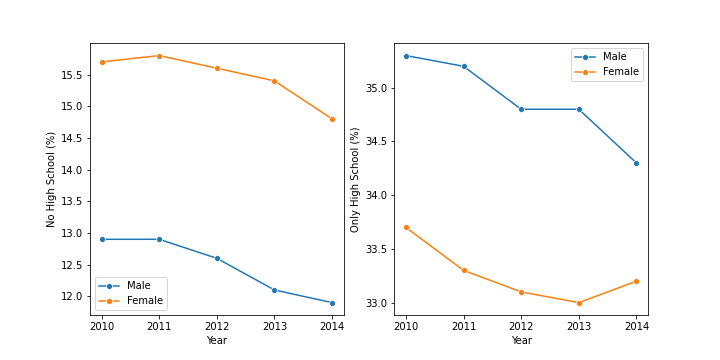 No High School (%)
15.5
15.0
14.5
14.0
13.5
13.0
12.5
12.0
Male
Female
2010 2011 2012 2013 2014
Year
Only High School (%)
35.0
34.5
34.0
33.5
33.0
Male
Female
2010 2011 2012 2013 2014
Year